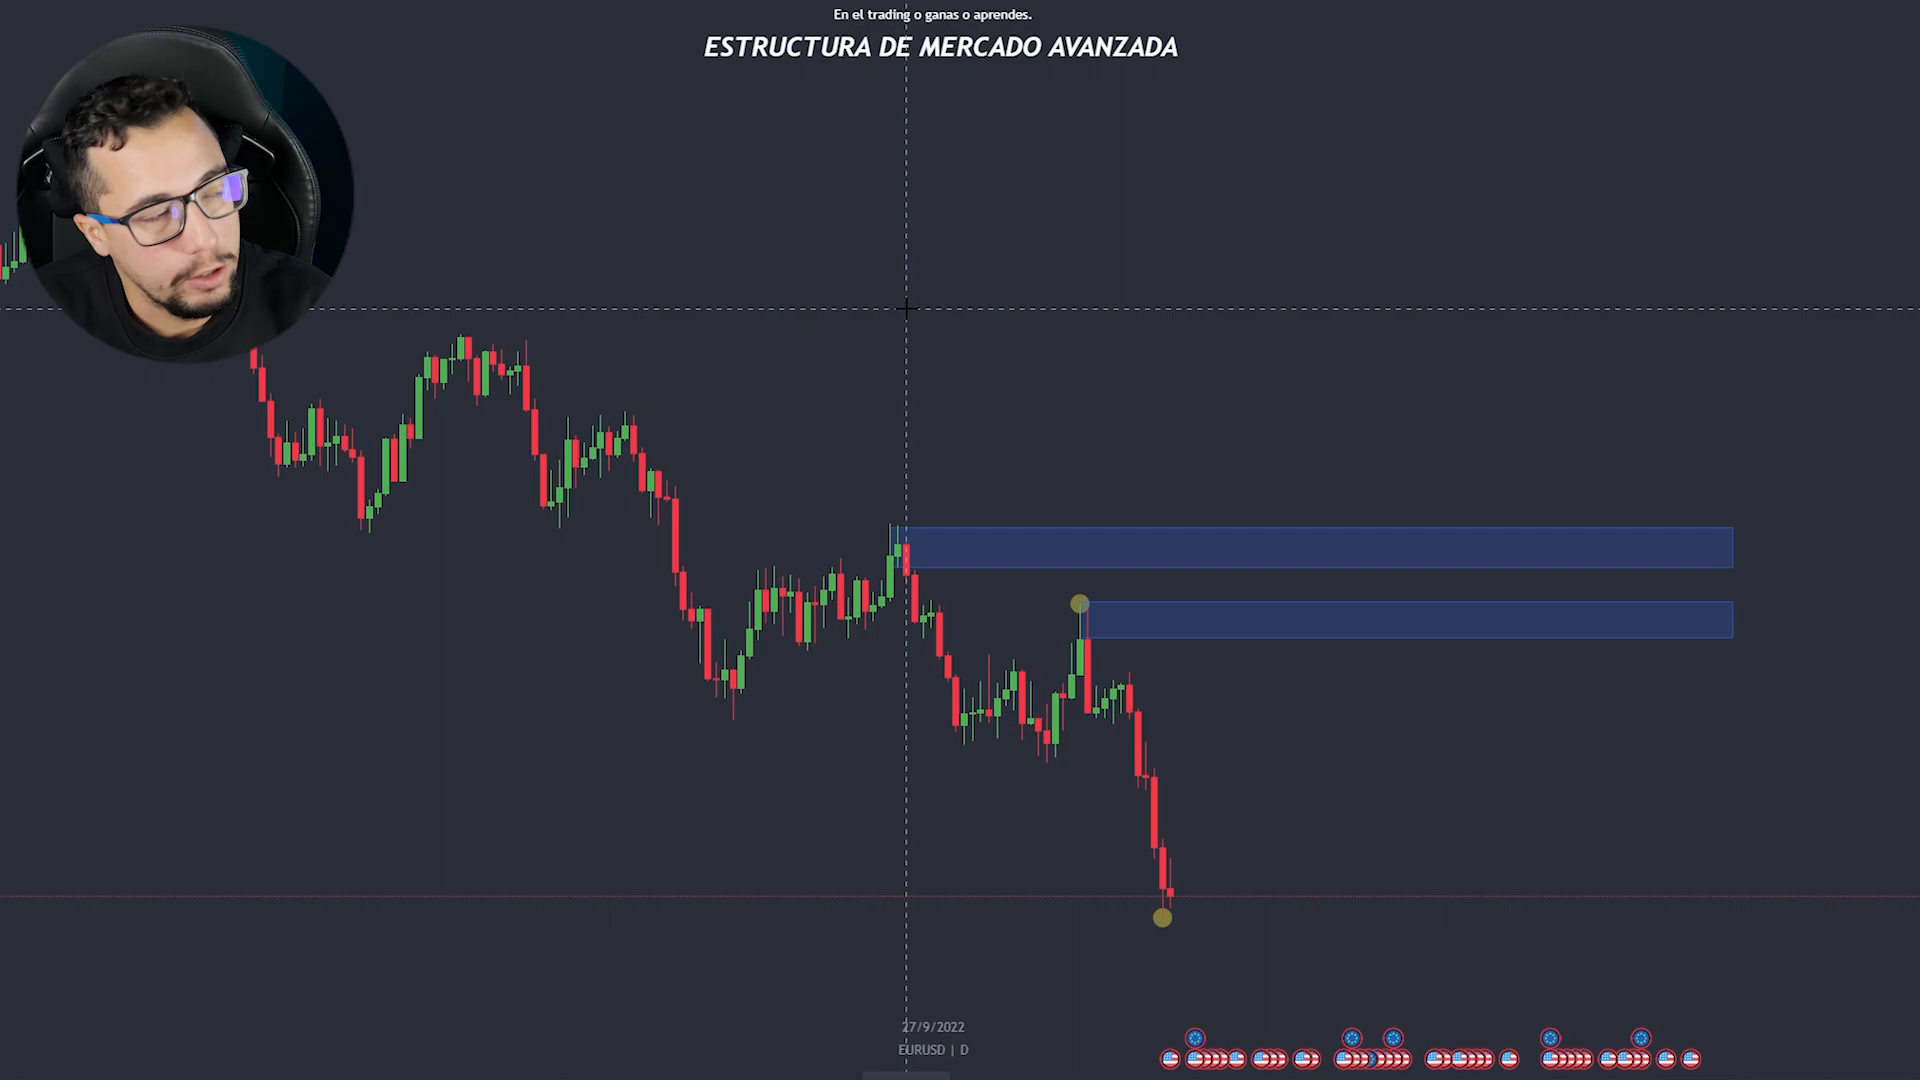 En el trading o ganas o aprendes.
ESTRUCTURA DE MERCADO AVANZADA
27/9/2022
EURUSD | D